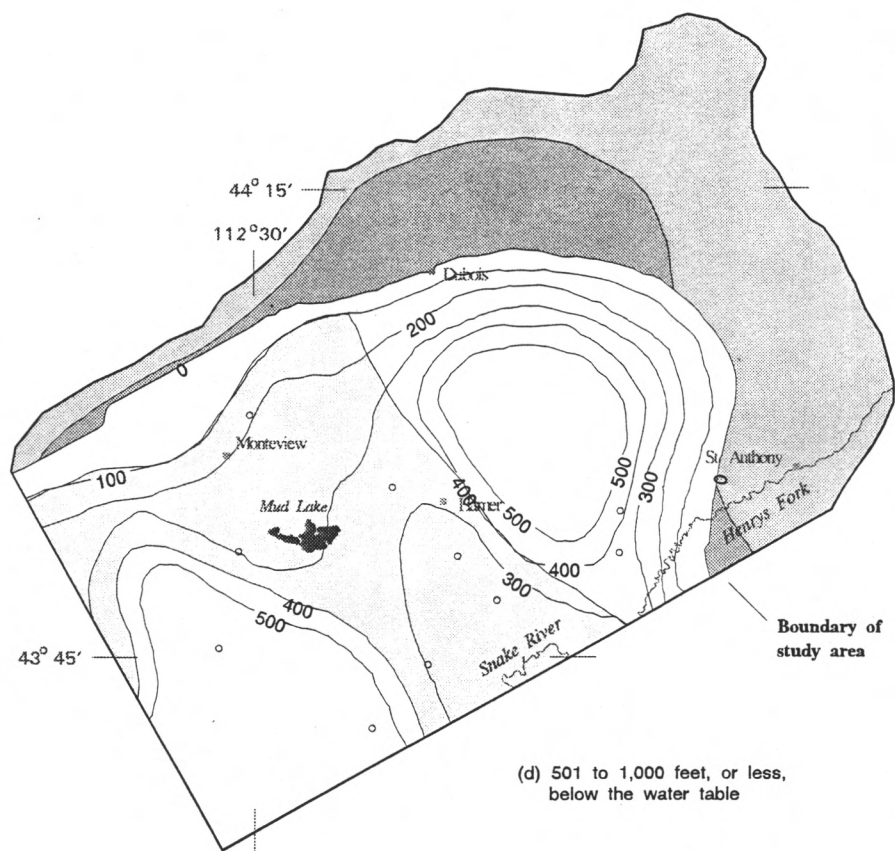 44° 15′
112°30′
Dubois
200
0
Monteview
100
Mud Lake
400
Hamer
500
500
300
St. Anthony
0
Henrys Fork
400
300
400
500
Snake River
43° 45′
Boundary of
study area
(d) 501 to 1,000 feet, or less,
below the water table